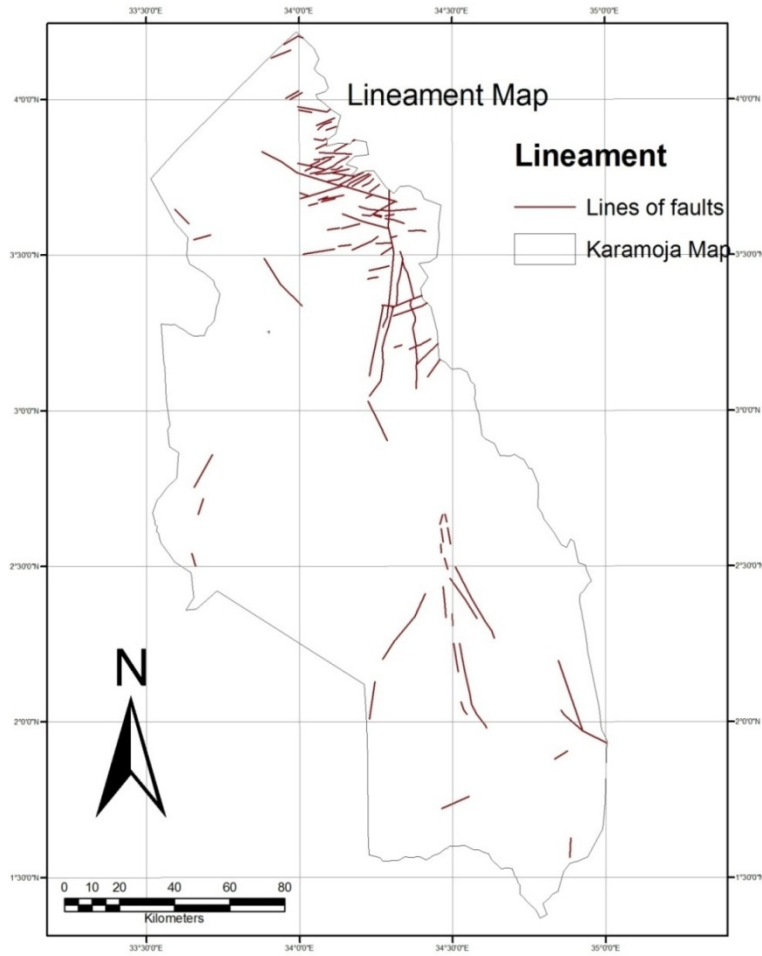 33°30'0"E 34°0'0"E 34°30'0"E 35°0'0"E
Lineament Map
4°0'0"N 4°0'0"N
Lineament
Lines of faults
Karamoja Map
3°30'0"N 3°30'0"N
3°0'0"N 3°0'0"N
2°30'0"N 2°30'0"N
N
2°0'0"N 2°0'0"N
1°30'0"N 1°30'0"N
0 10 20 40 60 80
Kilometers
33°30'0"E 34°0'0"E 34°30'0"E 35°0'0"E